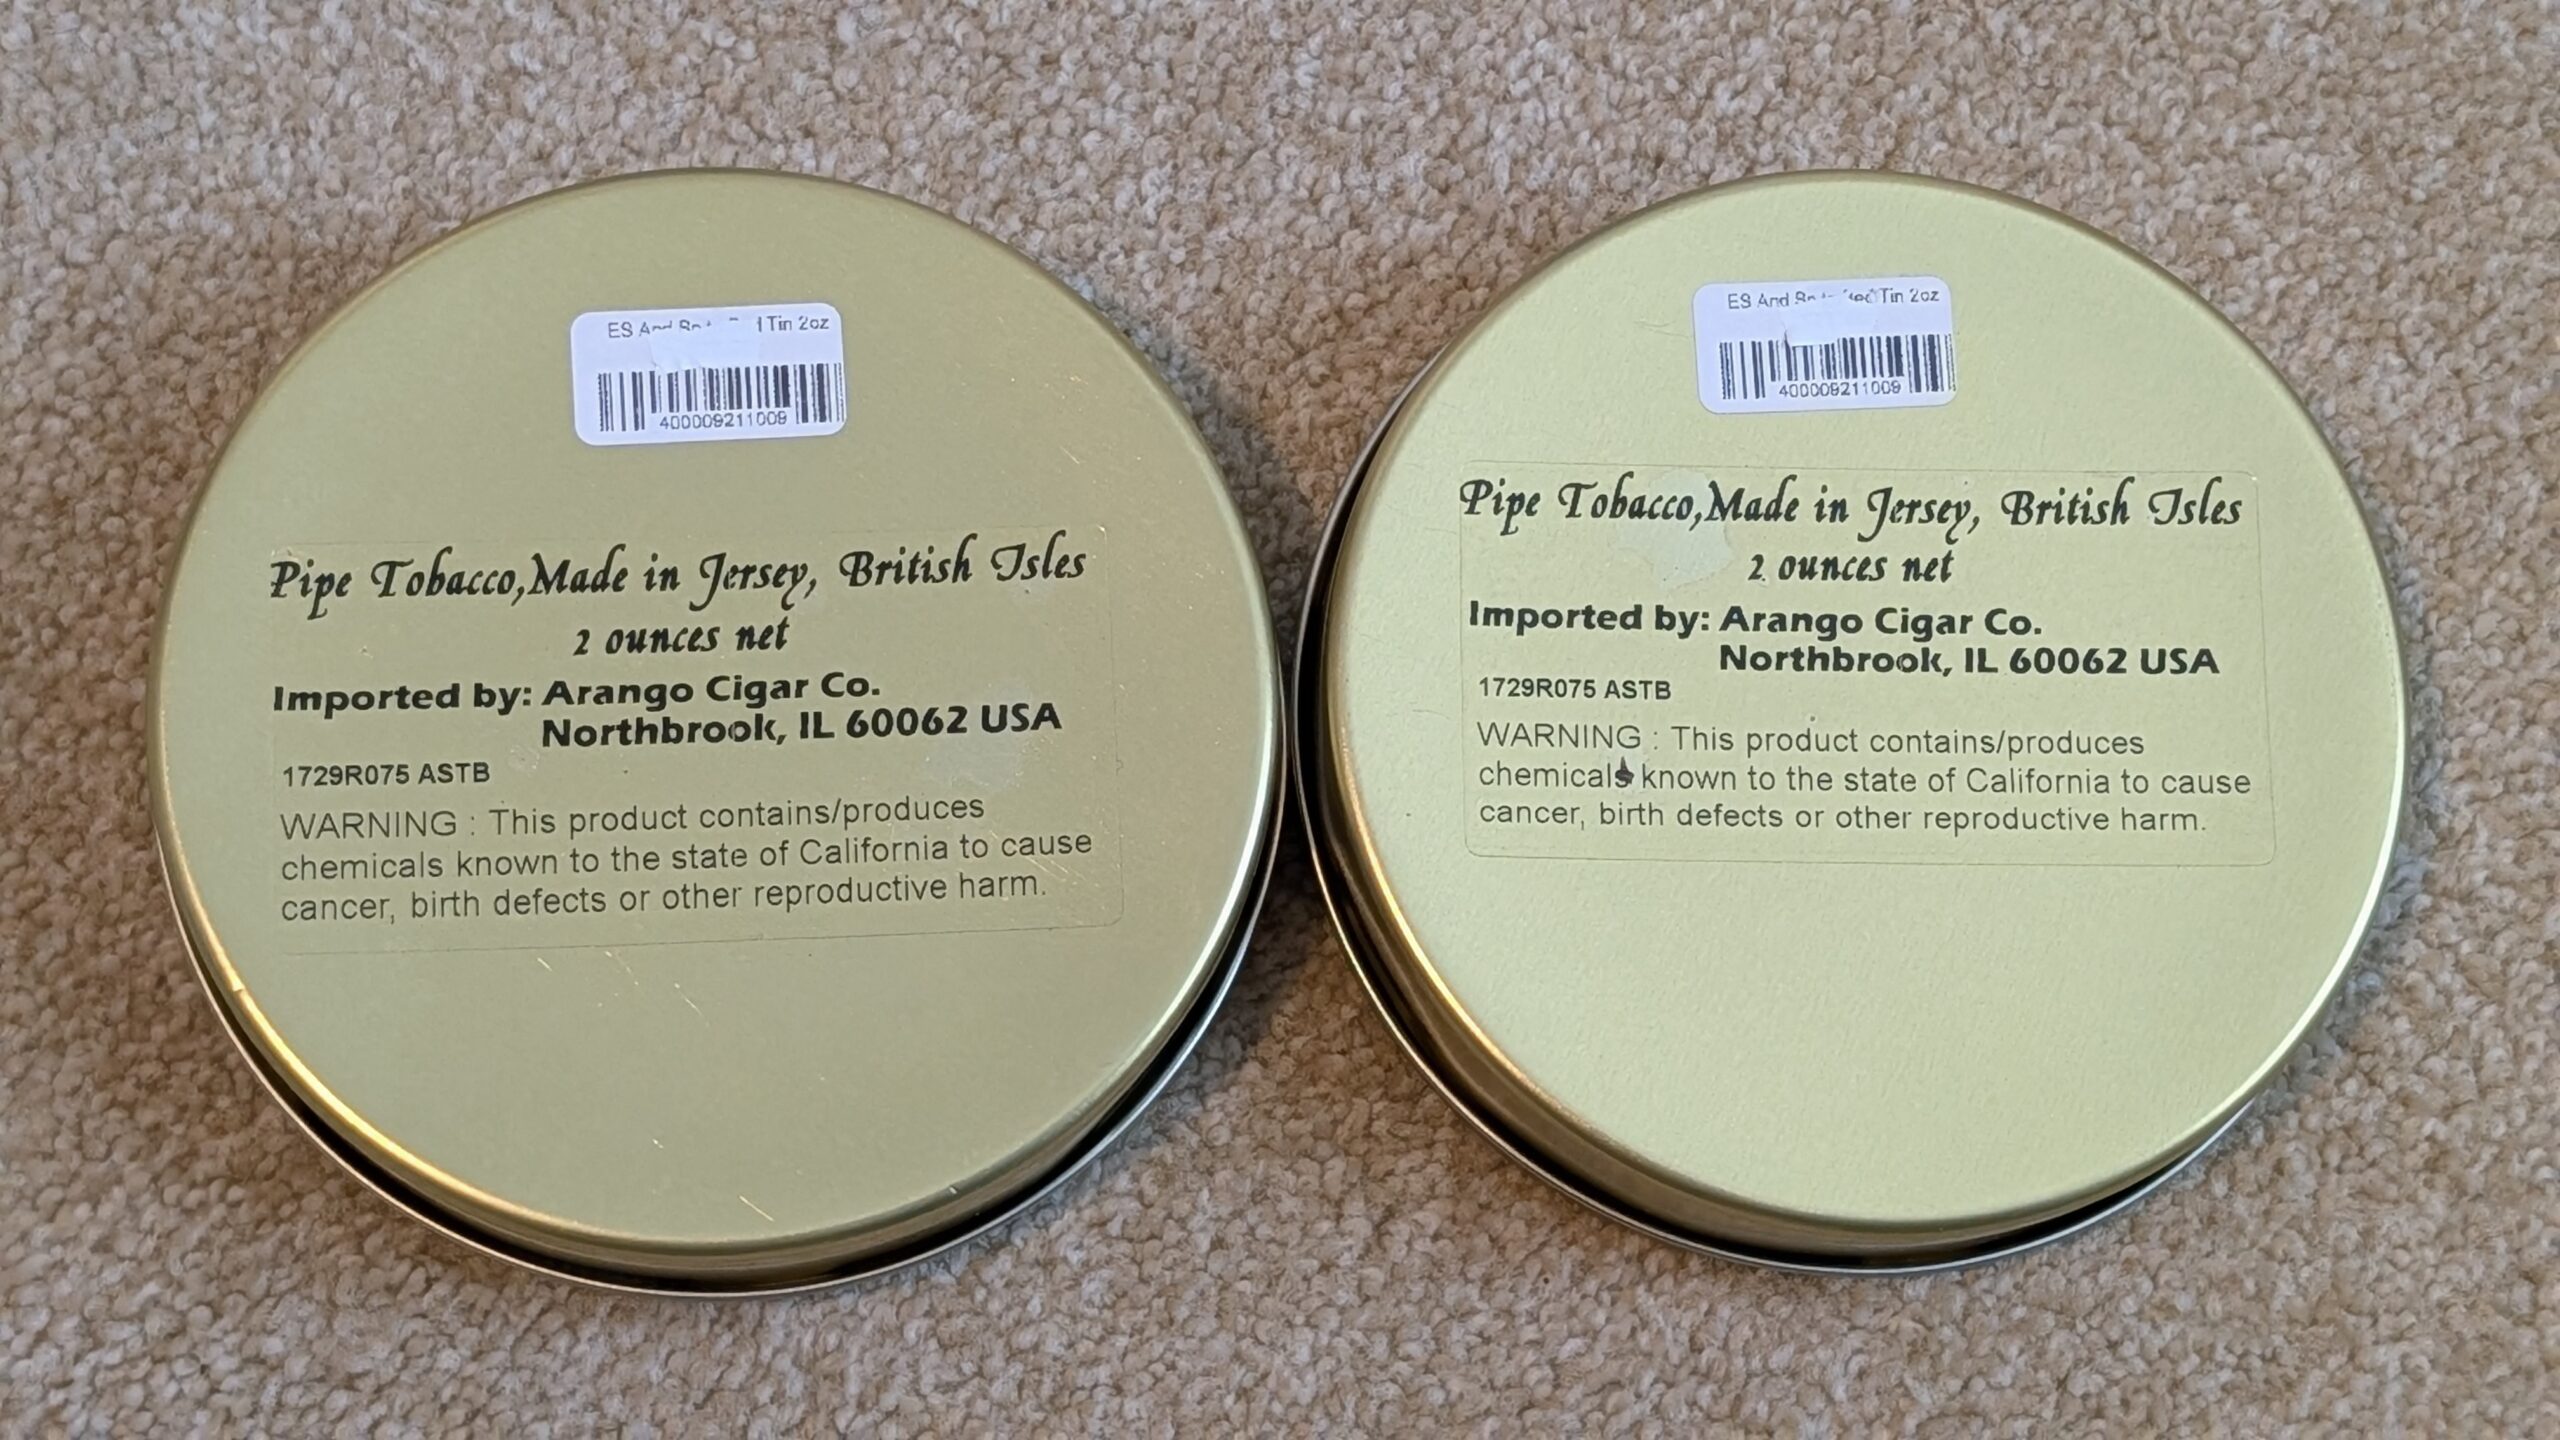 ES And Tin 2oz
400009211009
Pipe Tobacco,Made in Jersey, British Isles
2 ounces net
Imported by: Arango Cigar Co.
Northbrook, IL 60062 USA
1729R075 ASTB
WARNING : This product contains/produces
chemicals known to the state of California to cause
cancer, birth defects or other reproductive harm.
ES And Tin 2oz
400009211009
Pipe Tobacco,Made in Jersey, British Isles
2 ounces net
Imported by: Arango Cigar Co.
Northbrook, IL 60062 USA
1729R075 ASTB
WARNING : This product contains/produces
chemicals known to the state of California to cause
cancer, birth defects or other reproductive harm.